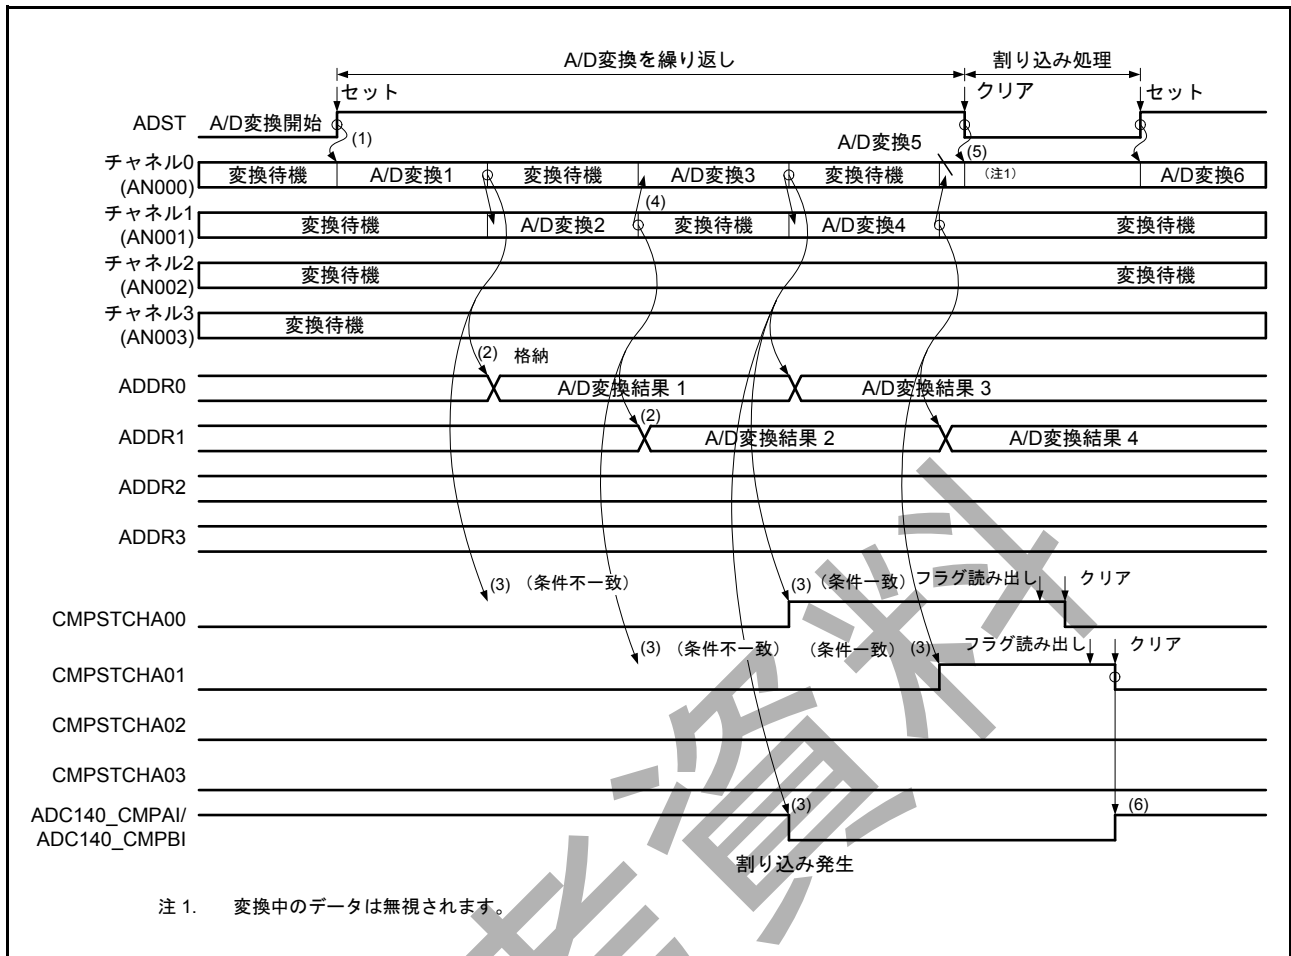 A/D変換を繰り返し 割り込み処理
セット クリア セット
ADST A/D変換開始 (1) A/D変換5 (5)
チャネル0
(AN000) 変換待機 A/D変換1 変換待機 A/D変換3 変換待機 (注1) A/D変換6
(4)
チャネル1
(AN001) 変換待機 A/D変換2 変換待機 A/D変換4 変換待機
チャネル2
(AN002) 変換待機 変換待機
チャネル3
(AN003) 変換待機
(2) 格納
ADDR0 A/D変換結果 1 A/D変換結果 3
(2)
ADDR1 A/D変換結果 2 A/D変換結果 4
ADDR2
ADDR3
(3) (条件不一致) (3) (条件一致) フラグ読み出し クリア
CMPSTCHA00
(3) (条件不一致) (条件一致) (3) フラグ読み出し クリア
CMPSTCHA01
CMPSTCHA02
CMPSTCHA03
ADC140_CMPAI/
ADC140_CMPBI (3) (6)
割り込み発生
注 1. 変換中のデータは無視されます。
考資料